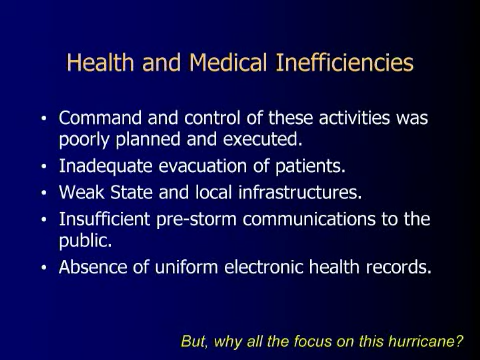 Health and Medical Inefficiencies
• Command and control of these activities was
poorly planned and executed.
• Inadequate evacuation of patients.
• Weak State and local infrastructures.
• Insufficient pre-storm communications to the
public.
• Absence of uniform electronic health records.
But, why all the focus on this hurricane?